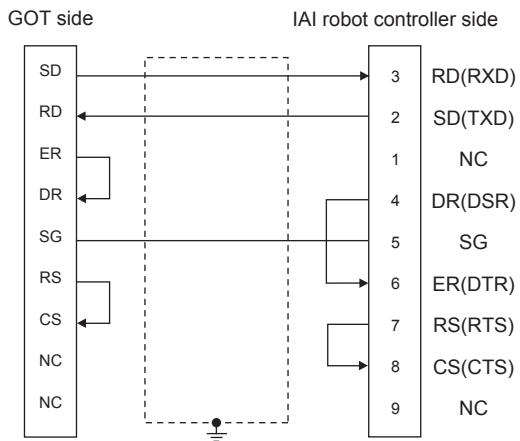 GOT side IAI robot controller side
SD 3 RD(RXD)
RD 2 SD(TXD)
ER 1 NC
DR 4 DR(DSR)
SG 5 SG
RS 6 ER(DTR)
CS 7 RS(RTS)
NC 8 CS(CTS)
NC 9 NC